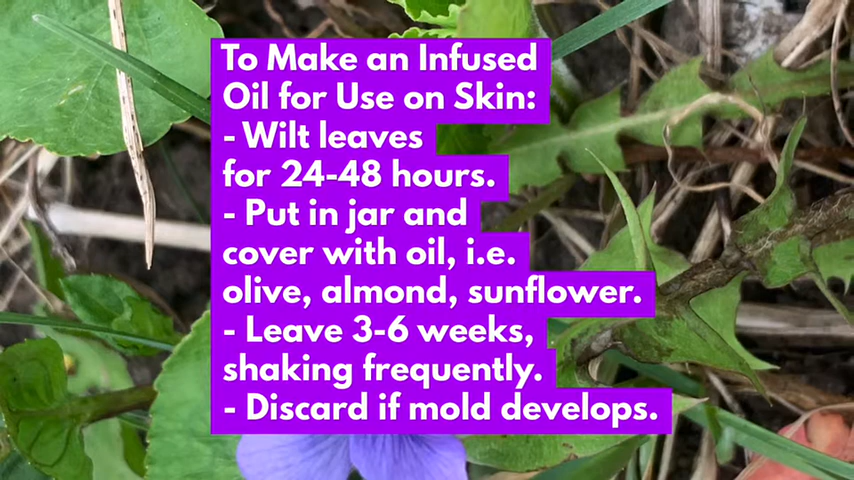 To Make an Infused
Oil for Use on Skin:
- Wilt leaves
for 24-48 hours.
- Put in jar and
cover with oil, i.e.
olive, almond, sunflower.
- Leave 3-6 weeks,
shaking frequently.
- Discard if mold develops.